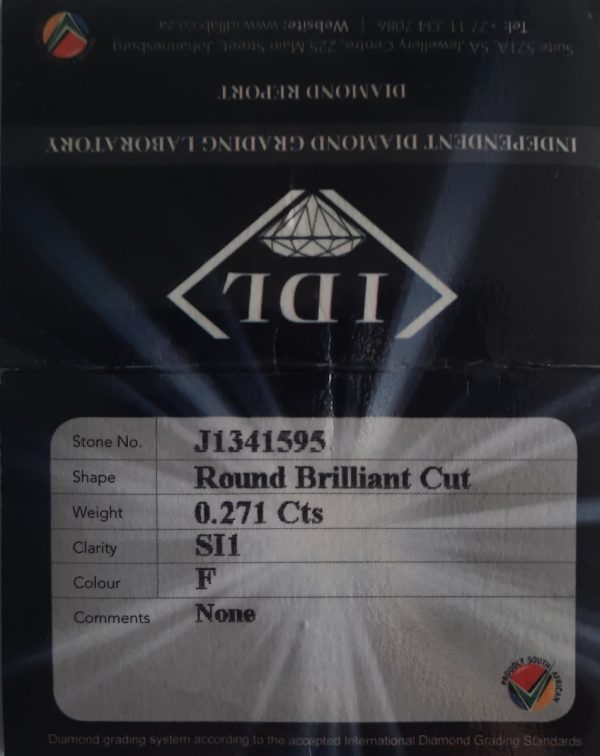 INDEPENDENT DIAMOND GRADING LABORATORY
DIAMOND REPORT
Suite 521A, SA Jewellery Centre, 225 Main Street, Johannesburg
Tel: +27 11 334 7086 | Website: www.idllab.co.za
IDL
Stone No. J1341595
Shape Round Brilliant Cut
Weight 0.271 Cts
Clarity SI1
Colour F
Comments None
PROUDLY SOUTH AFRICAN
Diamond grading system according to the accepted International Diamond Grading Standards